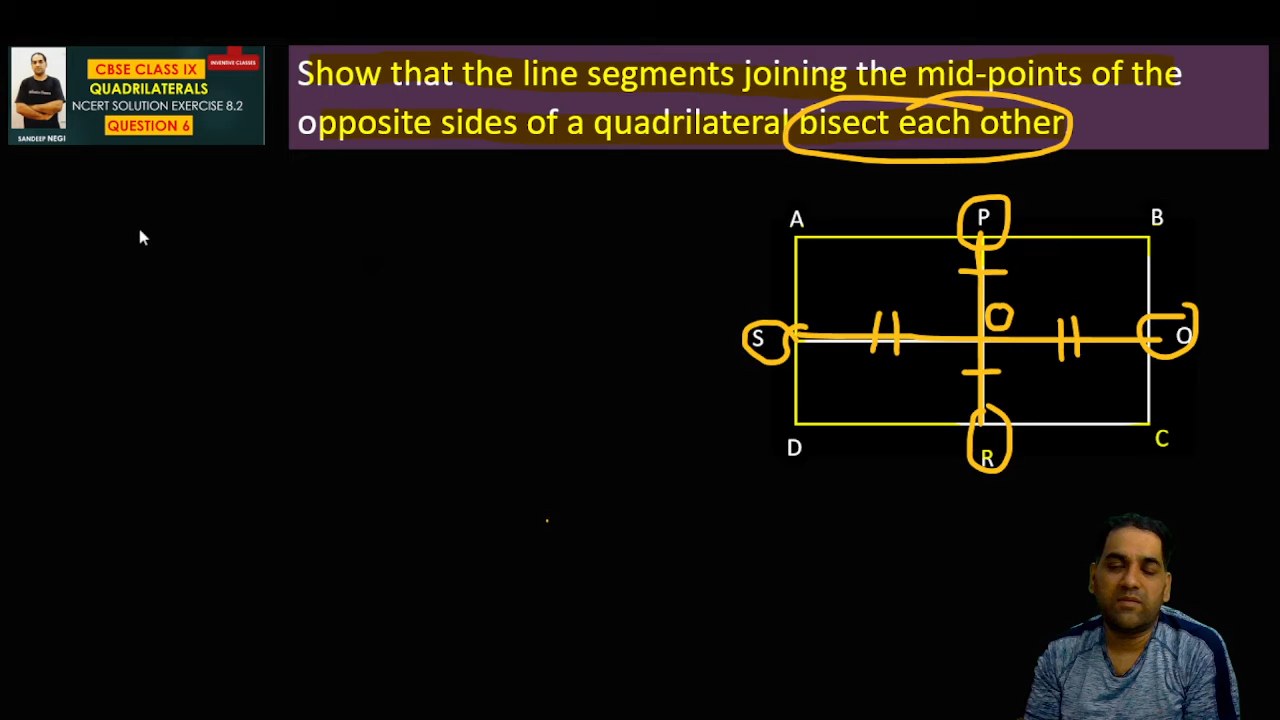 CBSE CLASS IX
INVENTIVE CLASSES
QUADRILATERALS
NCERT SOLUTION EXERCISE 8.2
QUESTION 6
SANDEEP NEGI
Show that the line segments joining the mid-points of the
opposite sides of a quadrilateral bisect each other
A P B
O
S Q
D R C